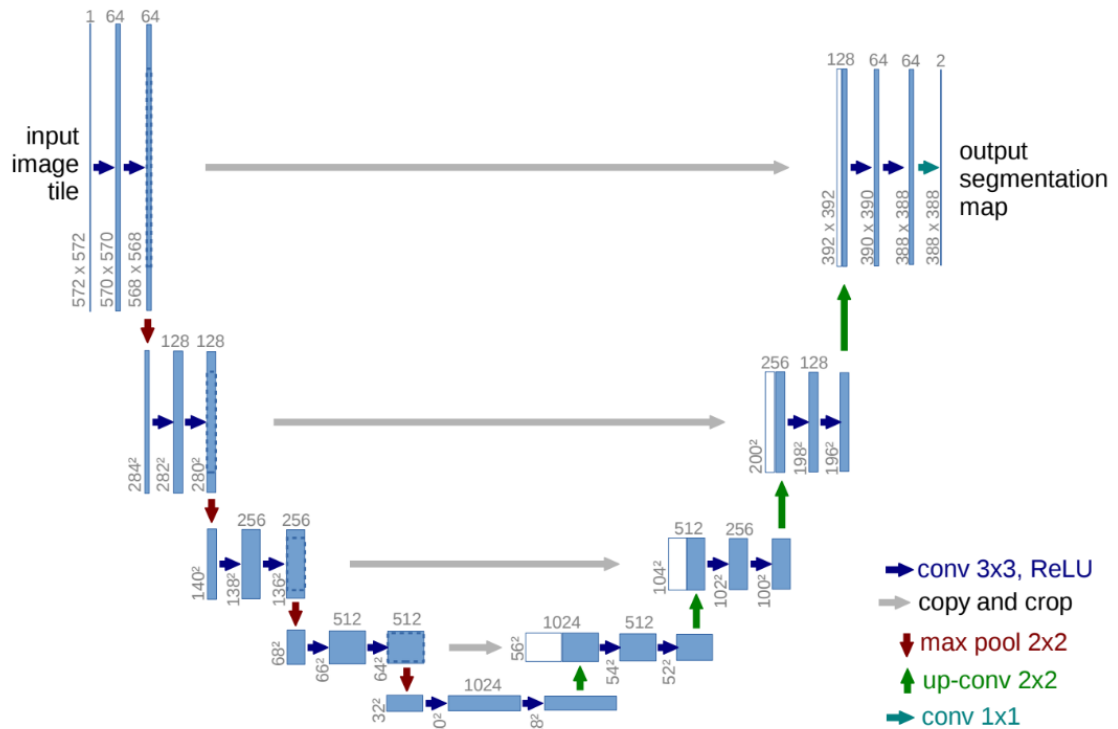 1
64
64
input
image
tile
572 x 572
570 x 570
568 x 568
128
64
64
2
output
segmentation
map
392 x 392
390 x 390
388 x 388
388 x 388
128
128
284²
282²
280²
256
128
200²
198²
196²
256
256
140²
138²
136²
512
256
104²
102²
100²
512
512
68²
66²
64²
1024
512
56²
54²
52²
1024
32²
0²
8²
conv 3x3, ReLU
copy and crop
max pool 2x2
up-conv 2x2
conv 1x1